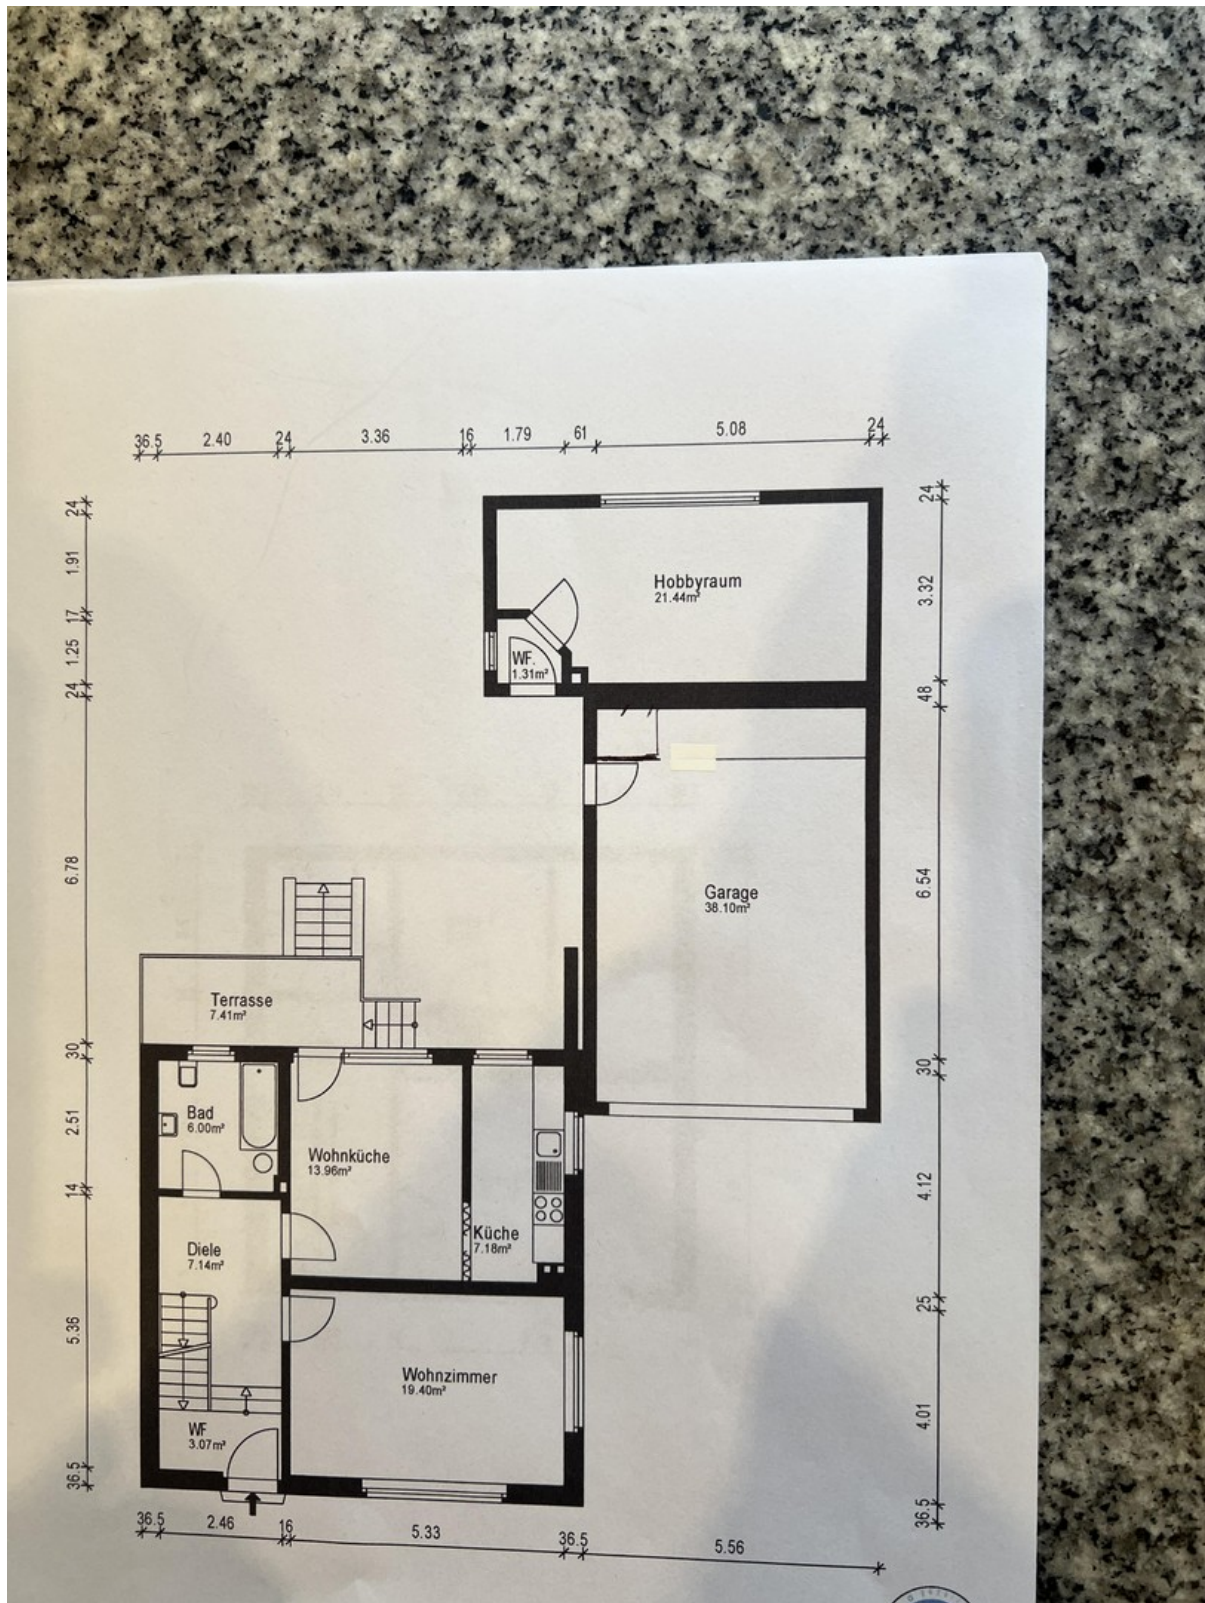 36.5 2.40 24 3.36 16 1.79 61 5.08 24
24
1.91
17
1.25
24
6.78
30
2.51
14
5.36
36.5
24
3.32
48
6.54
30
4.12
25
4.01
36.5
Hobbyraum
21.44m²
WF.
1.31m²
Garage
38.10m²
Terrasse
7.41m²
Bad
6.00m²
Wohnküche
13.96m²
Küche
7.18m²
Diele
7.14m²
Wohnzimmer
19.40m²
WF
3.07m²
36.5 2.46 16 5.33 36.5 5.56